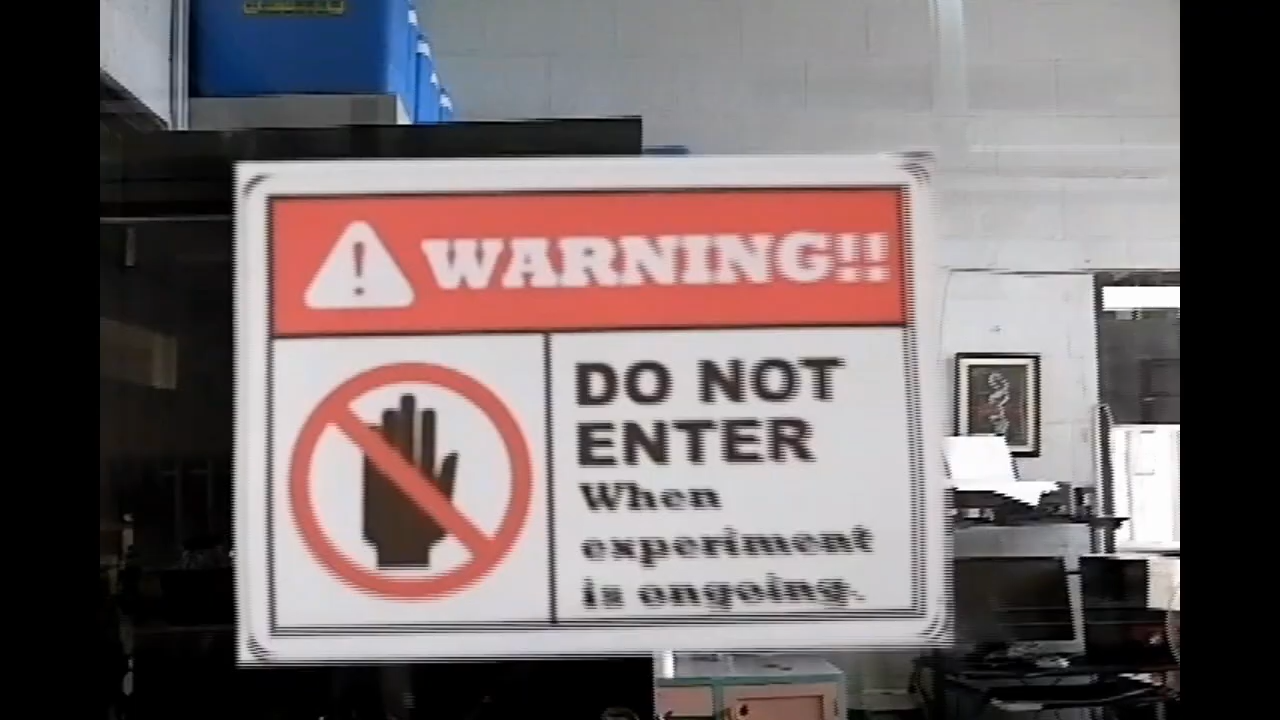 WARNING!!
DO NOT
ENTER
When
experiment
is ongoing.